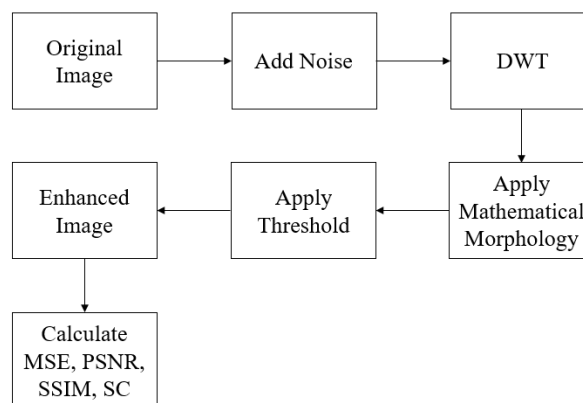 Original
Image
Add Noise
DWT
Apply
Mathematical
Morphology
Apply
Threshold
Enhanced
Image
Calculate
MSE, PSNR,
SSIM, SC